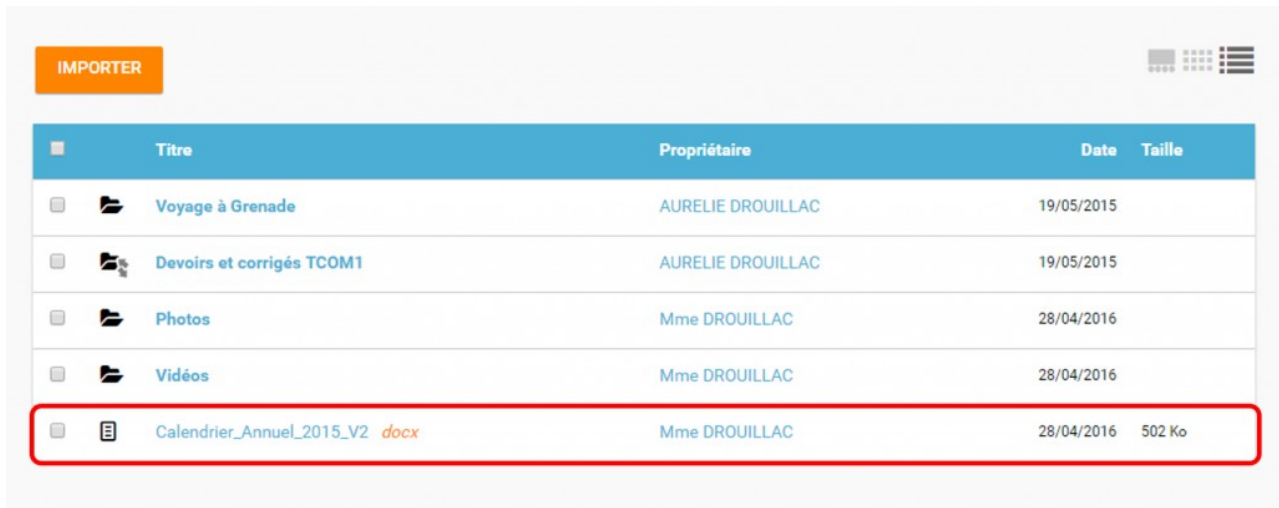 IMPORTER
Titre Propriétaire Date Taille
Voyage à Grenade AURELIE DROUILLAC 19/05/2015
Devoirs et corrigés TCOM1 AURELIE DROUILLAC 19/05/2015
Photos Mme DROUILLAC 28/04/2016
Vidéos Mme DROUILLAC 28/04/2016
Calendrier_Annuel_2015_V2 docx Mme DROUILLAC 28/04/2016 502 Ko